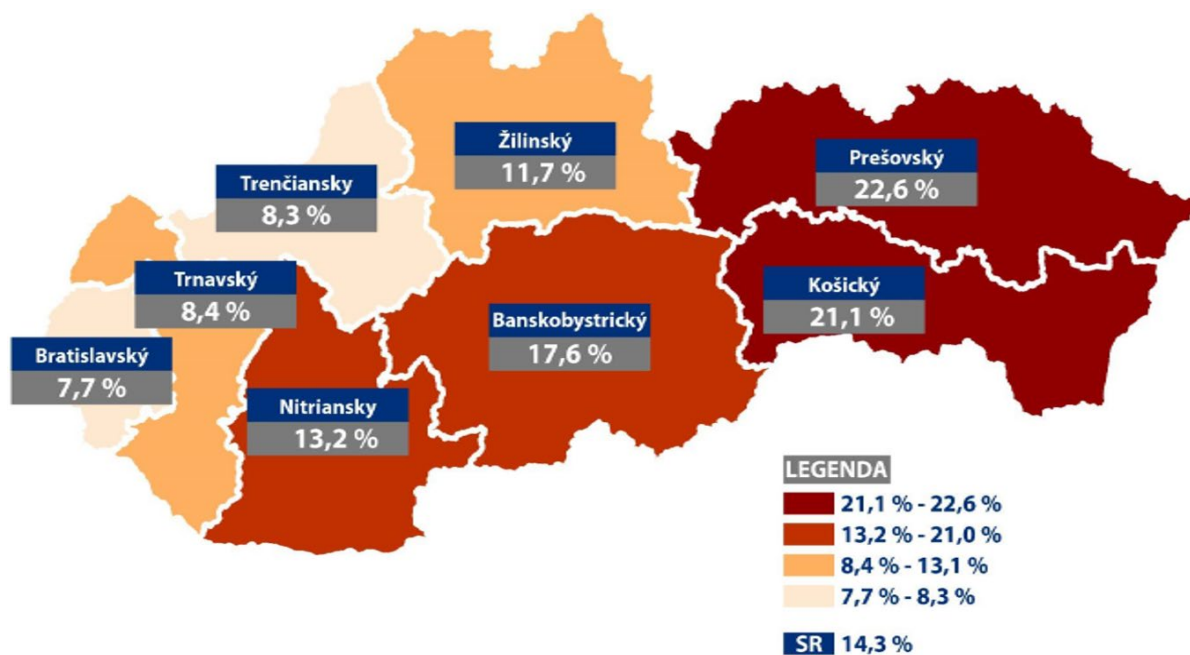 Žilinský
11,7 %
Prešovský
22,6 %
Trenčiansky
8,3 %
Trnavský
8,4 %
Košický
21,1 %
Banskobystrický
17,6 %
Bratislavský
7,7 %
Nitriansky
13,2 %
LEGENDA
21,1 % - 22,6 %
13,2 % - 21,0 %
8,4 % - 13,1 %
7,7 % - 8,3 %
SR 14,3 %